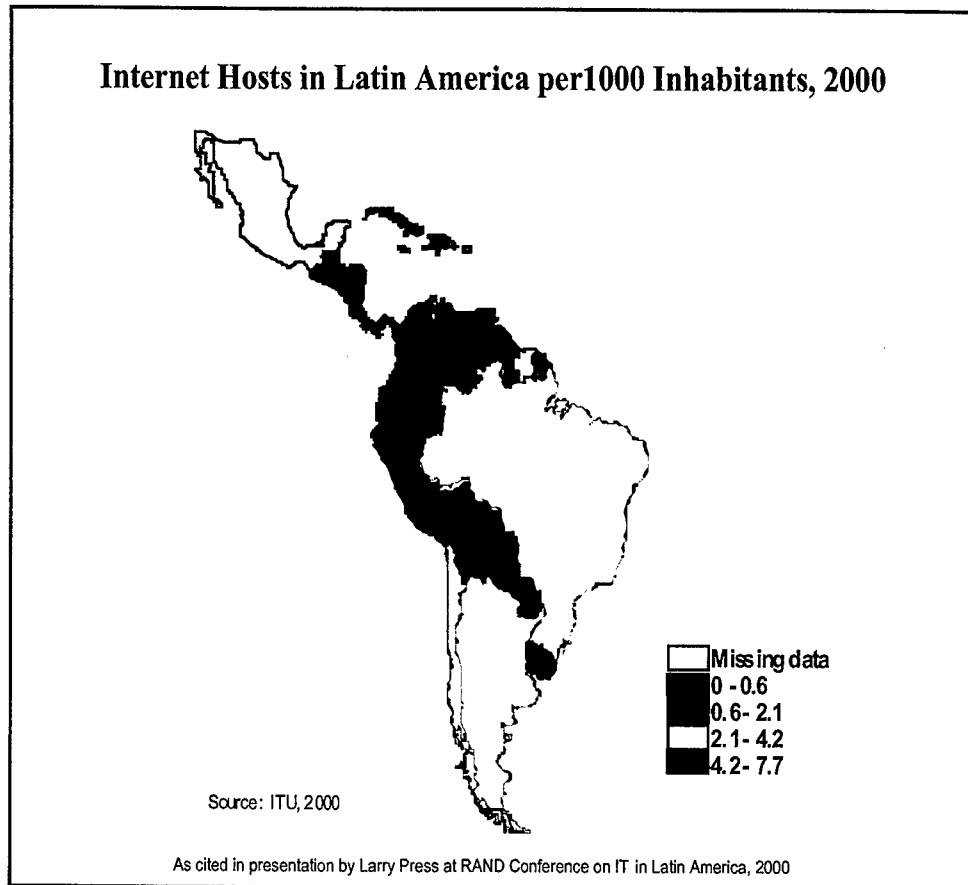 Internet Hosts in Latin America per1000 Inhabitants, 2000
Missing data
0 - 0.6
0.6- 2.1
2.1- 4.2
4.2- 7.7
Source: ITU, 2000
As cited in presentation by Larry Press at RAND Conference on IT in Latin America, 2000